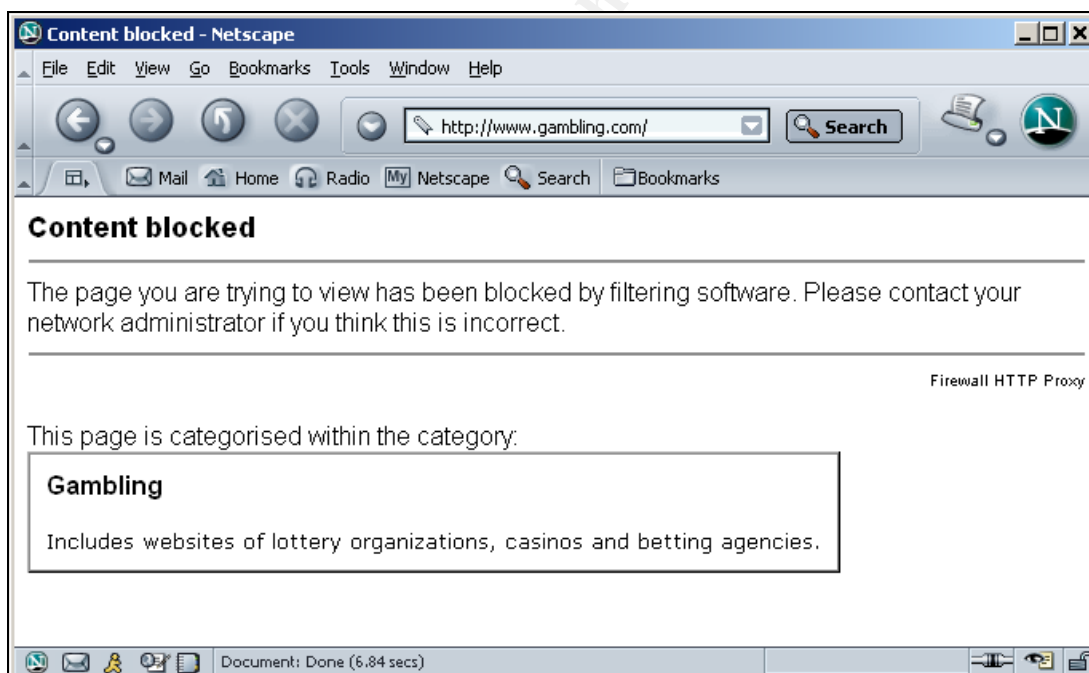 Content blocked - Netscape
File Edit View Go Bookmarks Tools Window Help
http://www.gambling.com/ Search N
Mail Home Radio My Netscape Search Bookmarks
Content blocked
The page you are trying to view has been blocked by filtering software. Please contact your
network administrator if you think this is incorrect.
Firewall HTTP Proxy
This page is categorised within the category:
Gambling
Includes websites of lottery organizations, casinos and betting agencies.
Document: Done (6.84 secs)